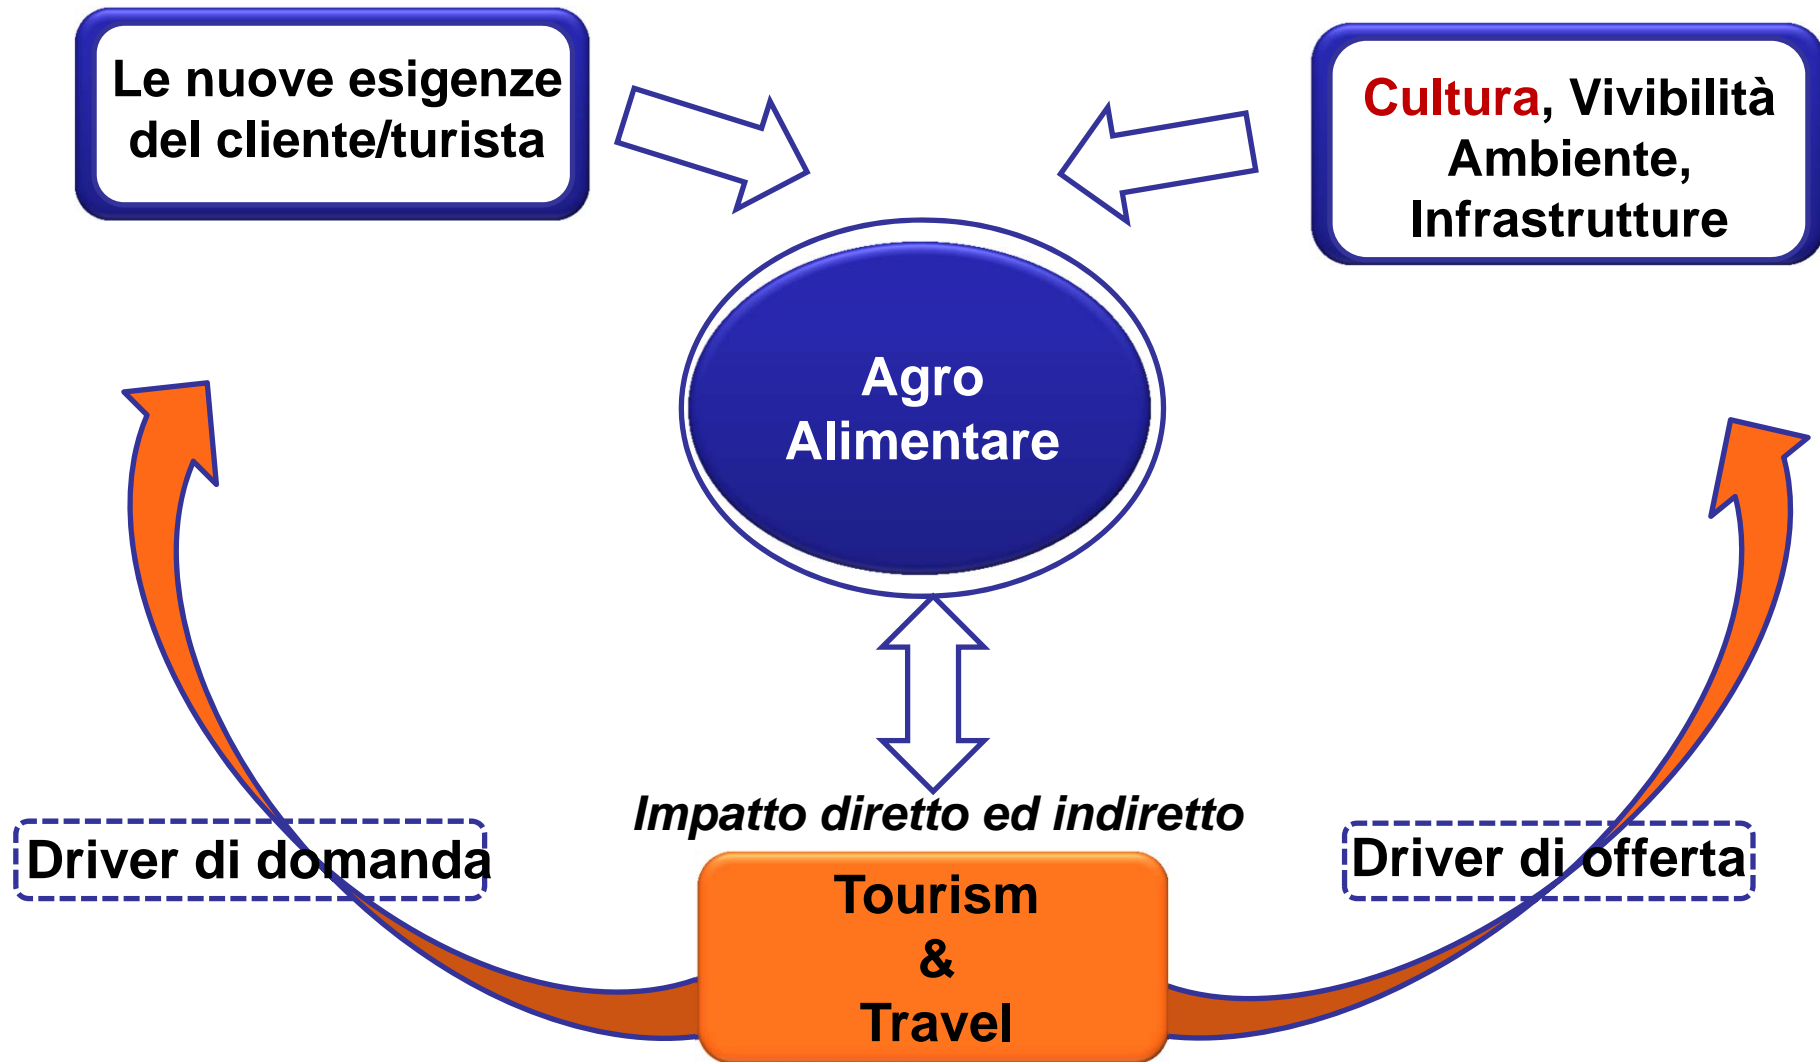 Le nuove esigenze
del cliente/turista
Cultura, Vivibilità
Ambiente,
Infrastrutture
Agro
Alimentare
Impatto diretto ed indiretto
Driver di domanda
Driver di offerta
Tourism
&
Travel